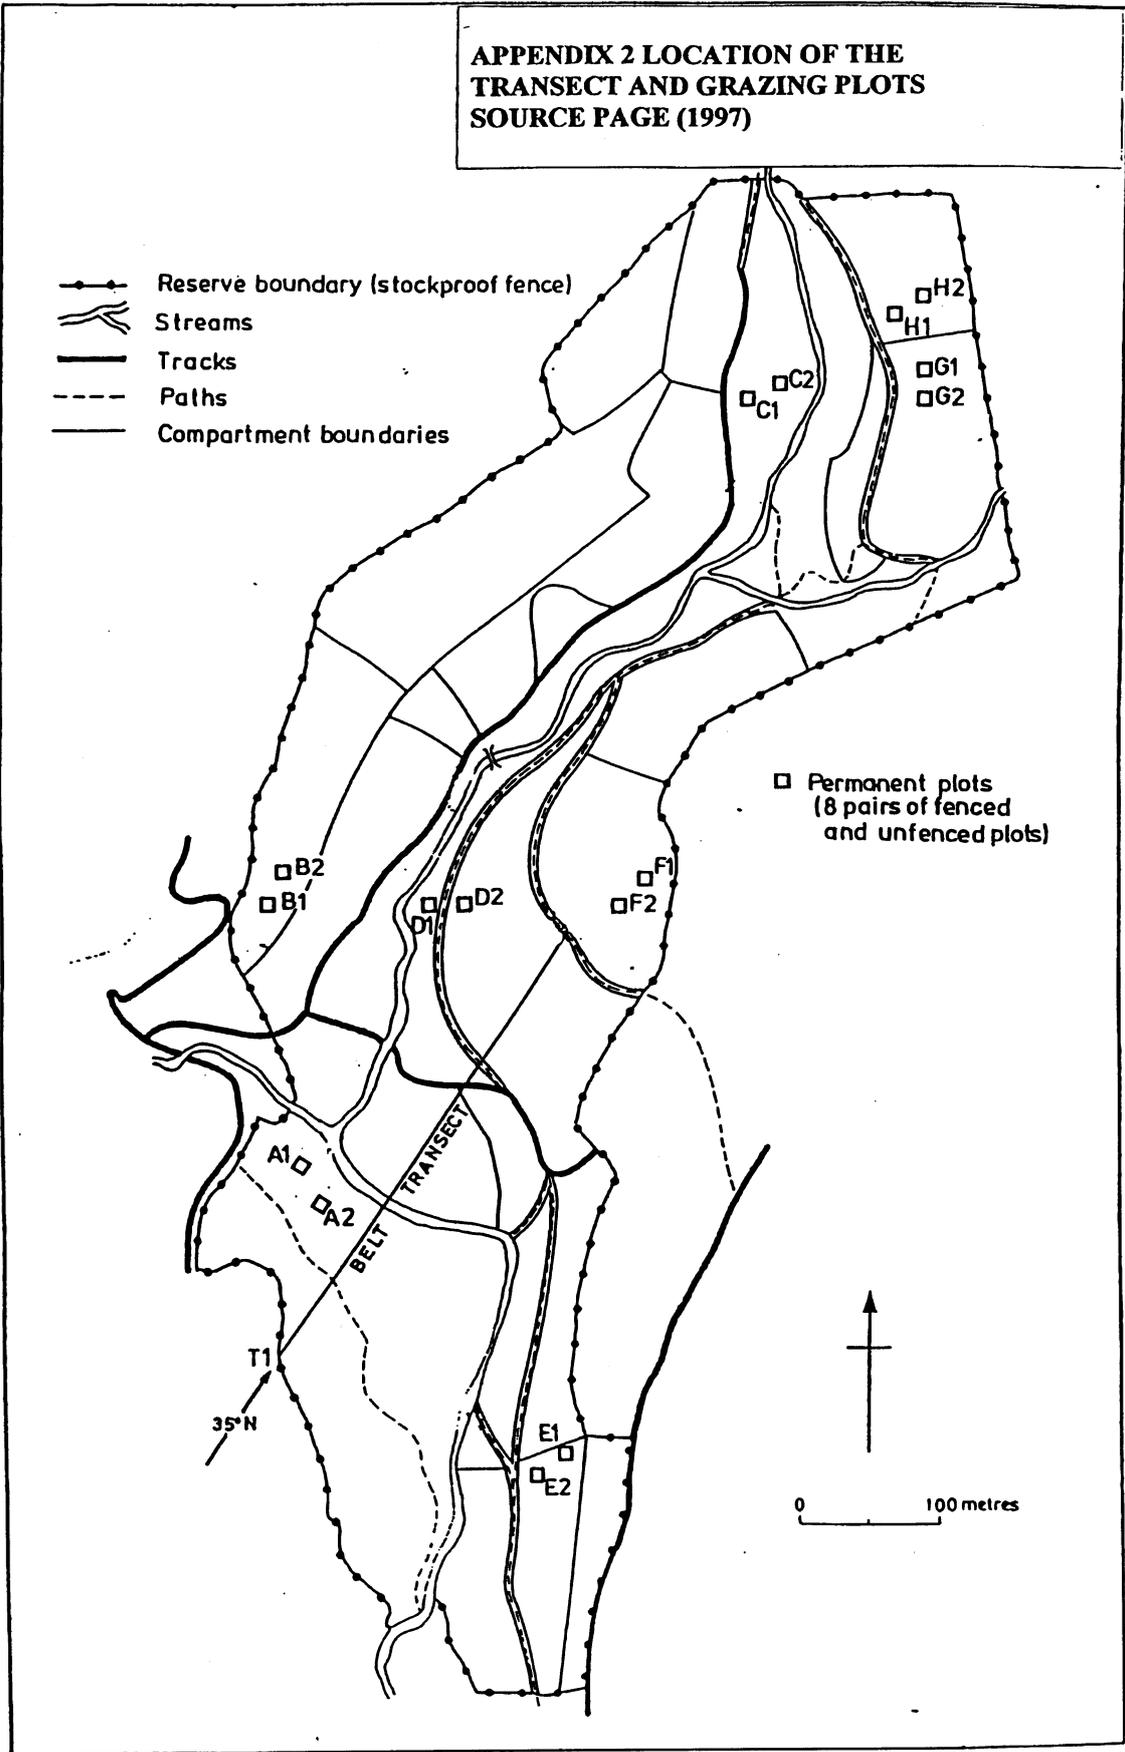 APPENDIX 2 LOCATION OF THE
TRANSECT AND GRAZING PLOTS
SOURCE PAGE (1997)
Reserve boundary (stockproof fence)
Streams
Tracks
Paths
Compartment boundaries
H2
H1
G1
G2
C2
C1
Permanent plots
(8 pairs of fenced
and unfenced plots)
B2
B1
F1
F2
D1
D2
A1
A2
BELT TRANSECT
T1
35°N
E1
E2
0 100 metres